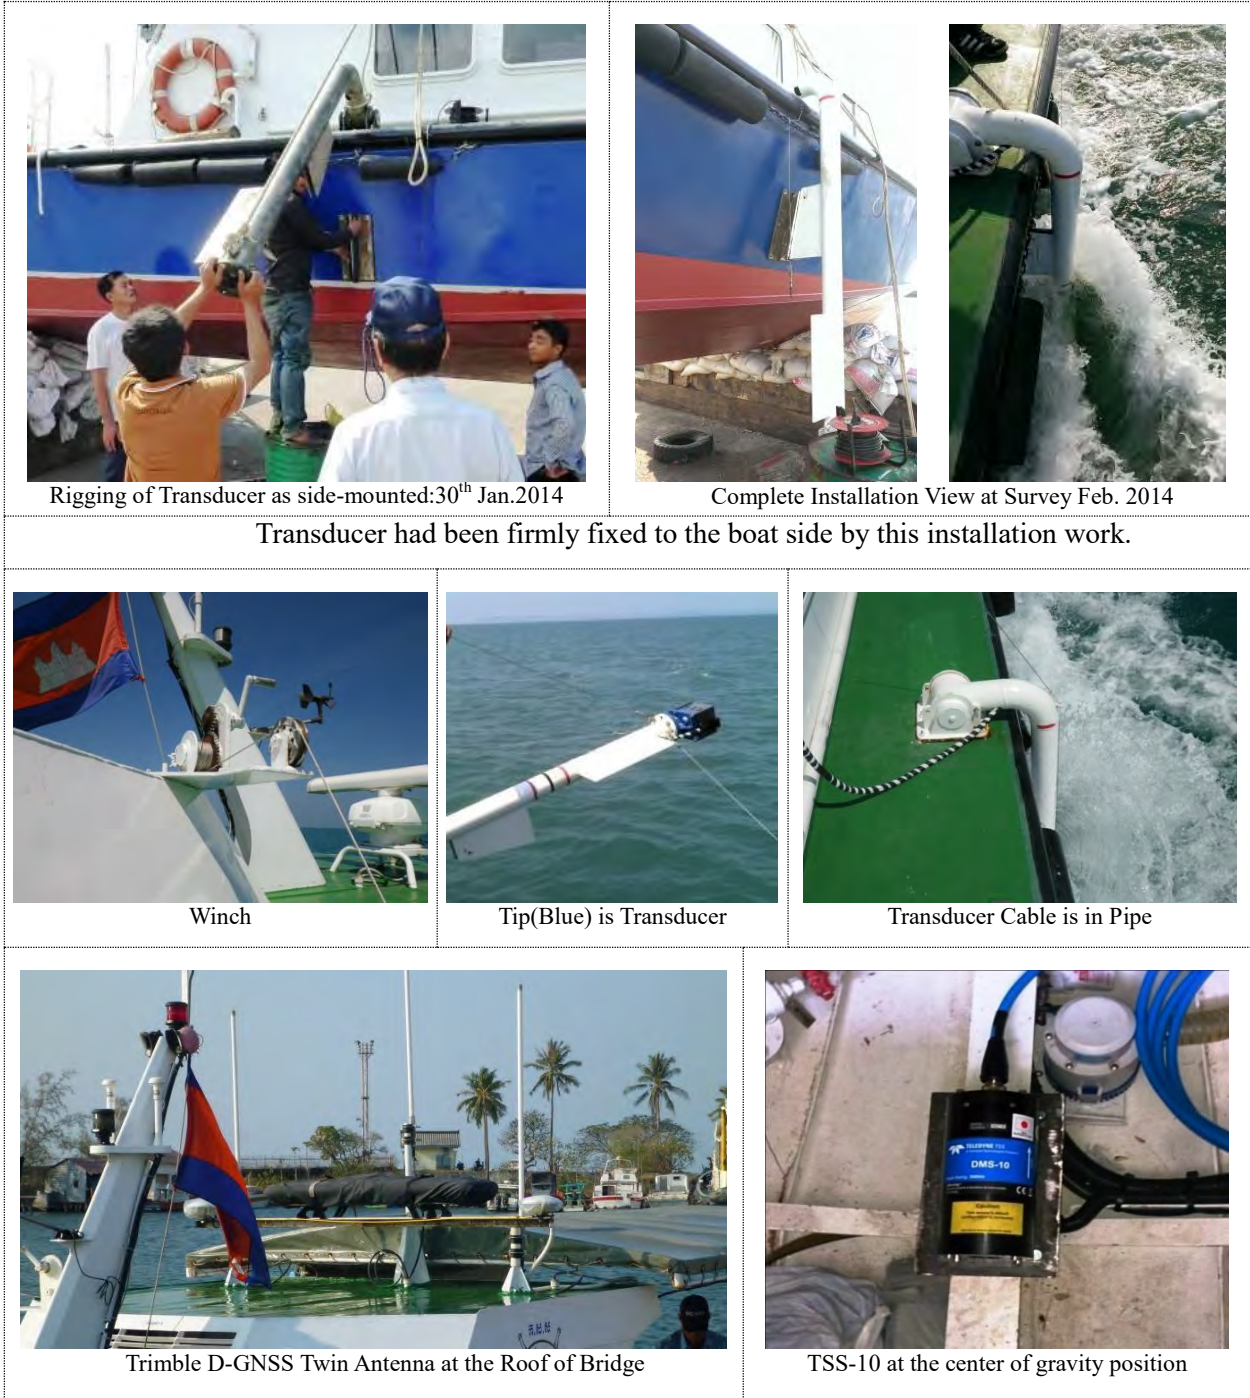 Rigging of Transducer as side-mounted:30th Jan.2014
Complete Installation View at Survey Feb. 2014
Transducer had been firmly fixed to the boat side by this installation work.
Winch
Tip(Blue) is Transducer
Transducer Cable is in Pipe
TELEDYNE TSS
DMS-10
Caution
Trimble D-GNSS Twin Antenna at the Roof of Bridge
TSS-10 at the center of gravity position